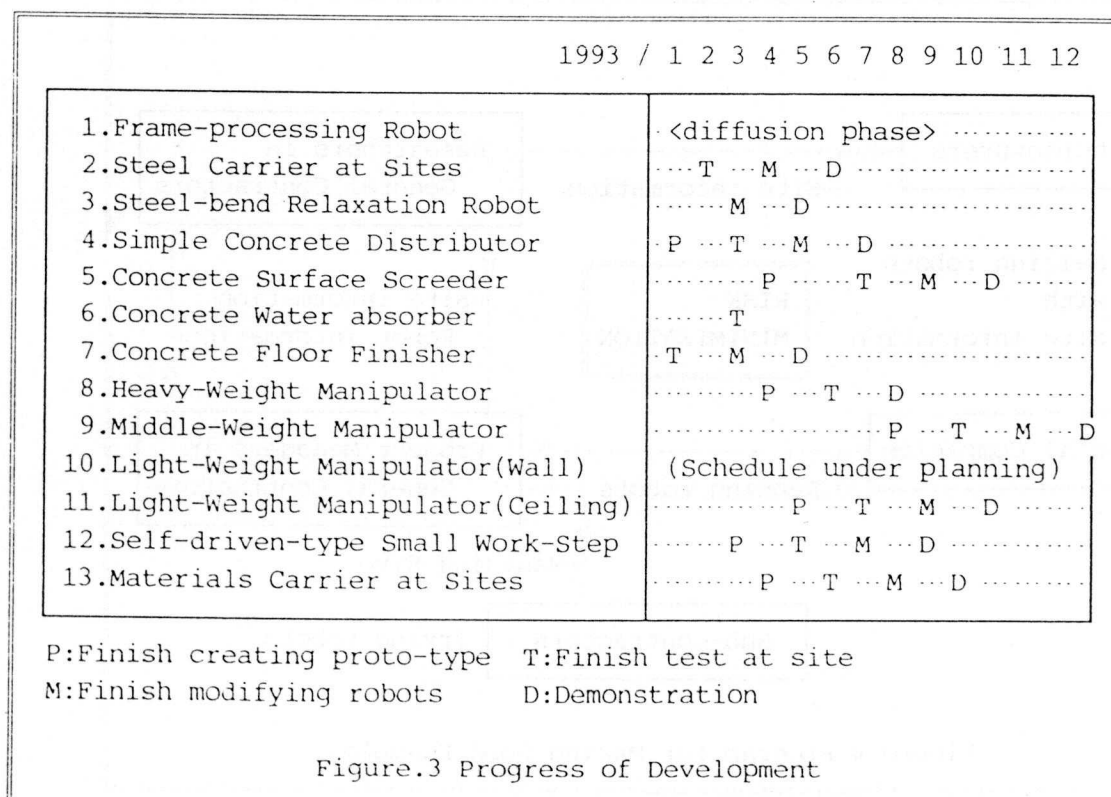 1993 / 1 2 3 4 5 6 7 8 9 10 11 12
1.Frame-processing Robot <diffusion phase>
2.Steel Carrier at Sites T M D
3.Steel-bend Relaxation Robot M D
4.Simple Concrete Distributor P T M D
5.Concrete Surface Screeder P T M D
6.Concrete Water absorber T
7.Concrete Floor Finisher T M D
8.Heavy-Weight Manipulator P T D
9.Middle-Weight Manipulator P T M D
10.Light-Weight Manipulator(Wall) (Schedule under planning)
11.Light-Weight Manipulator(Ceiling) P T M D
12.Self-driven-type Small Work-Step P T M D
13.Materials Carrier at Sites P T M D
P:Finish creating proto-type T:Finish test at site
M:Finish modifying robots D:Demonstration
Figure.3 Progress of Development